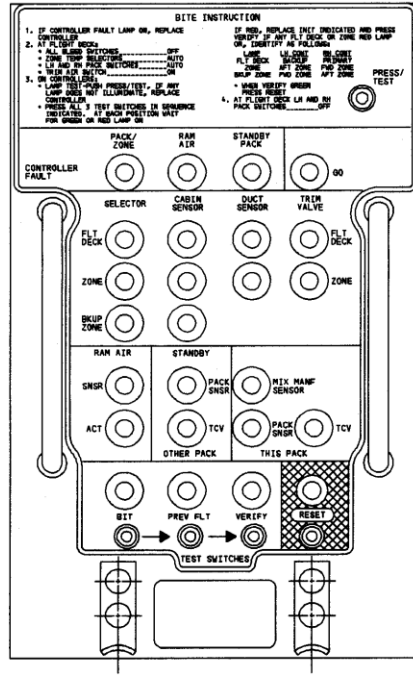 BITE INSTRUCTION
1. IF CONTROLLER FAULT LAMP ON, REPLACE
CONTROLLER
2. AT FLIGHT DECK:
* ALL BLEED SWITCHES OFF
* ZONE TEMP SELECTORS AUTO
* LH AND RH PACK SWITCHES AUTO
* TRIM AIR SWITCH ON
3. ON CONTROLLERS:
* LAMP TEST-PUSH PRESS/TEST, IF ANY
LAMP DOES NOT ILLUMINATE, REPLACE
CONTROLLER
* PRESS ALL 3 TEST SWITCHES IN SEQUENCE
INDICATED. AT EACH POSITION WAIT
FOR GREEN OR RED LAMP ON
IF RED, REPLACE INIT INDICATED AND PRESS
VERIFY IF ANY FLT DECK OR ZONE RED LAMP
ON, IDENTIFY AS FOLLOWS:
LAMP LH CONT RH CONT
FLT DECK BACKUP PRIMARY
ZONE AFT ZONE FWD ZONE
BKUP ZONE FWD ZONE AFT ZONE
* WHEN VERIFY GREEN
PRESS RESET
4. AT FLIGHT DECK LH AND RH
PACK SWITCHES OFF
PRESS/
TEST
PACK/
ZONE
RAM
AIR
STANDBY
PACK
CONTROLLER
FAULT
GO
SELECTOR
CABIN
SENSOR
DUCT
SENSOR
TRIM
VALVE
FLT
DECK
FLT
DECK
ZONE
ZONE
BKUP
ZONE
RAM AIR
STANDBY
SNSR
PACK
SNSR
MIX MANF
SENSOR
ACT
TCV
PACK
SNSR
TCV
OTHER PACK
THIS PACK
BIT
PREV FLT
VERIFY
RESET
TEST SWITCHES